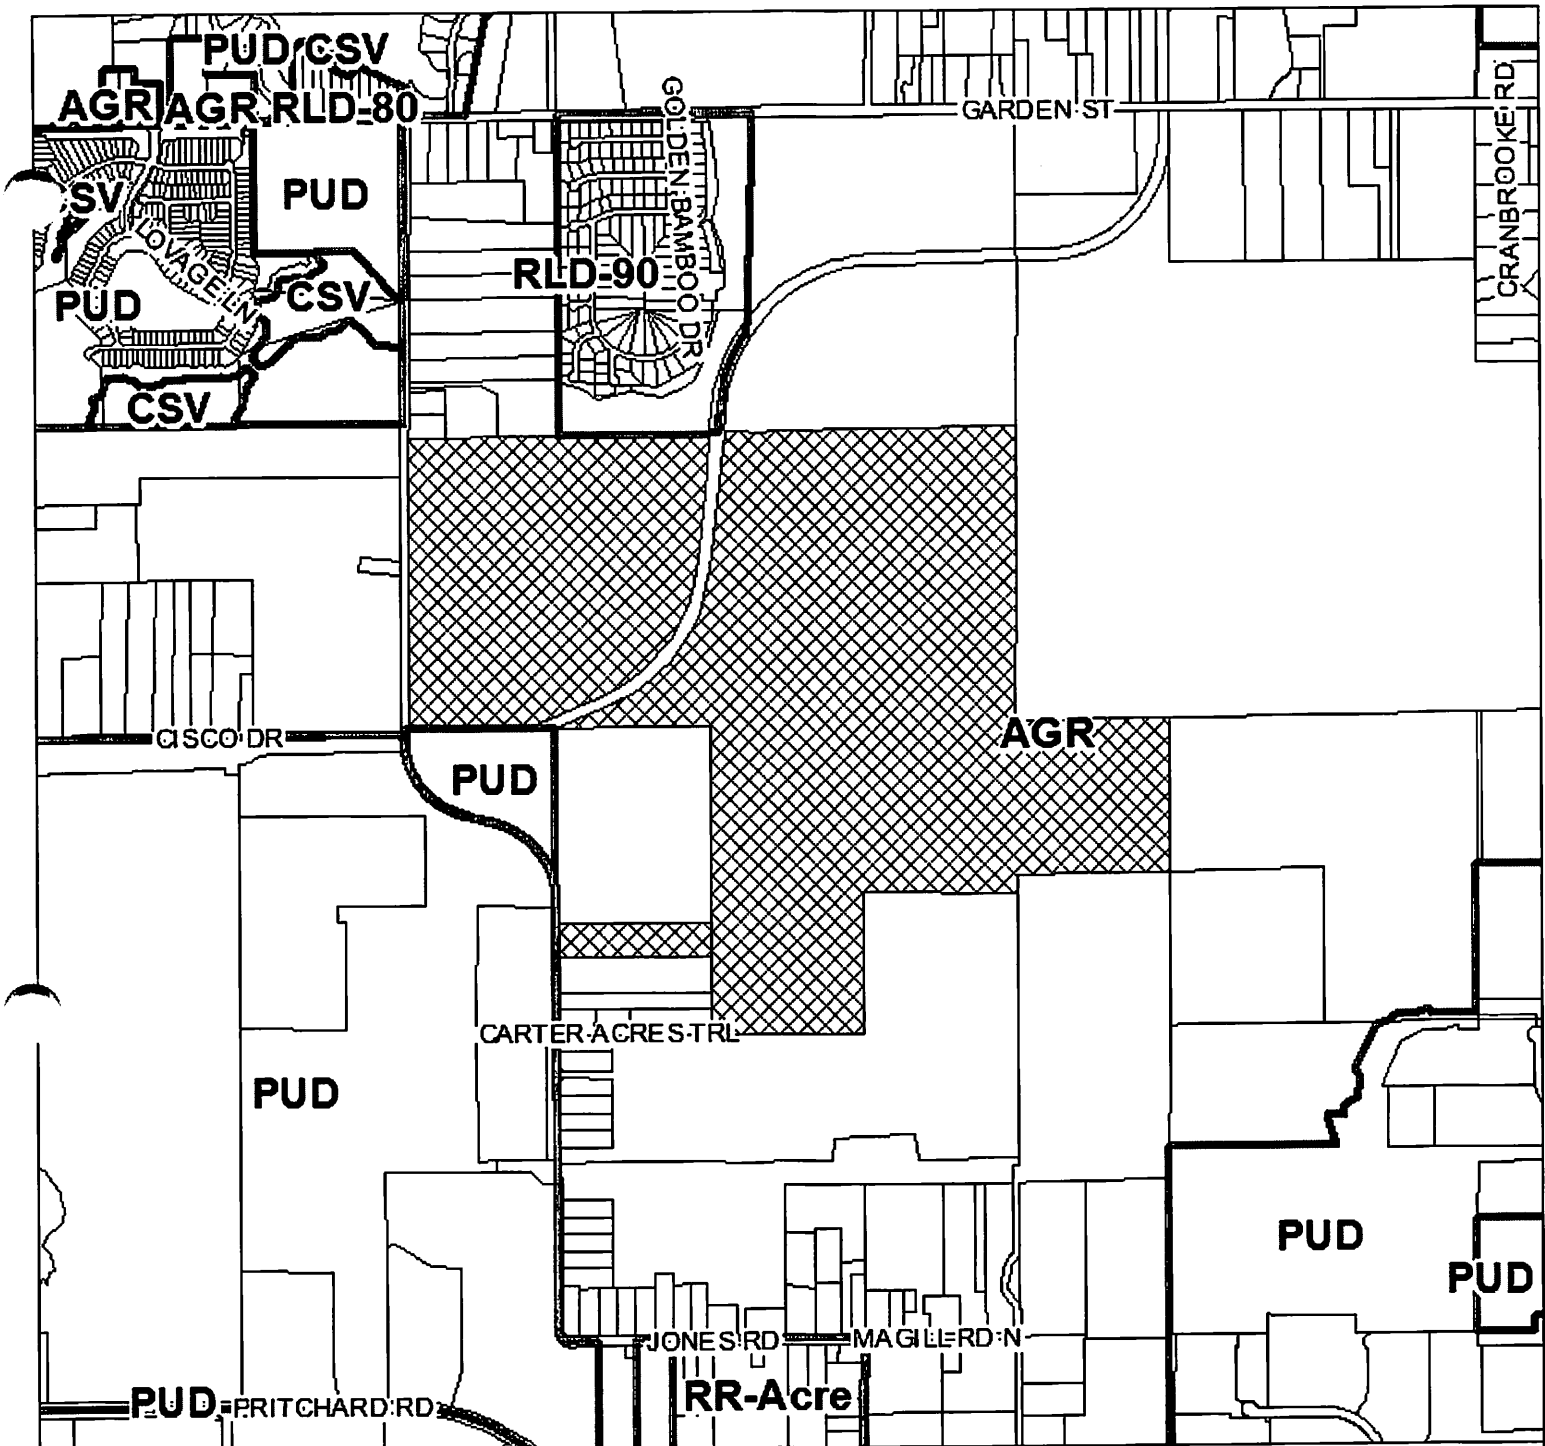 PUD CSV
AGR AGR RLD-80
GARDEN ST
CRANBROOKE RD
GOLDEN BAMBOO DR
SV
PUD
LOVAGE LN
RLD-90
PUD
CSV
CSV
CISCO DR
AGR
PUD
CARTER ACRES TRL
PUD
PUD
PUD
JONES RD
MAGILL RD N
PUD
PRITCHARD RD
RR-Acre